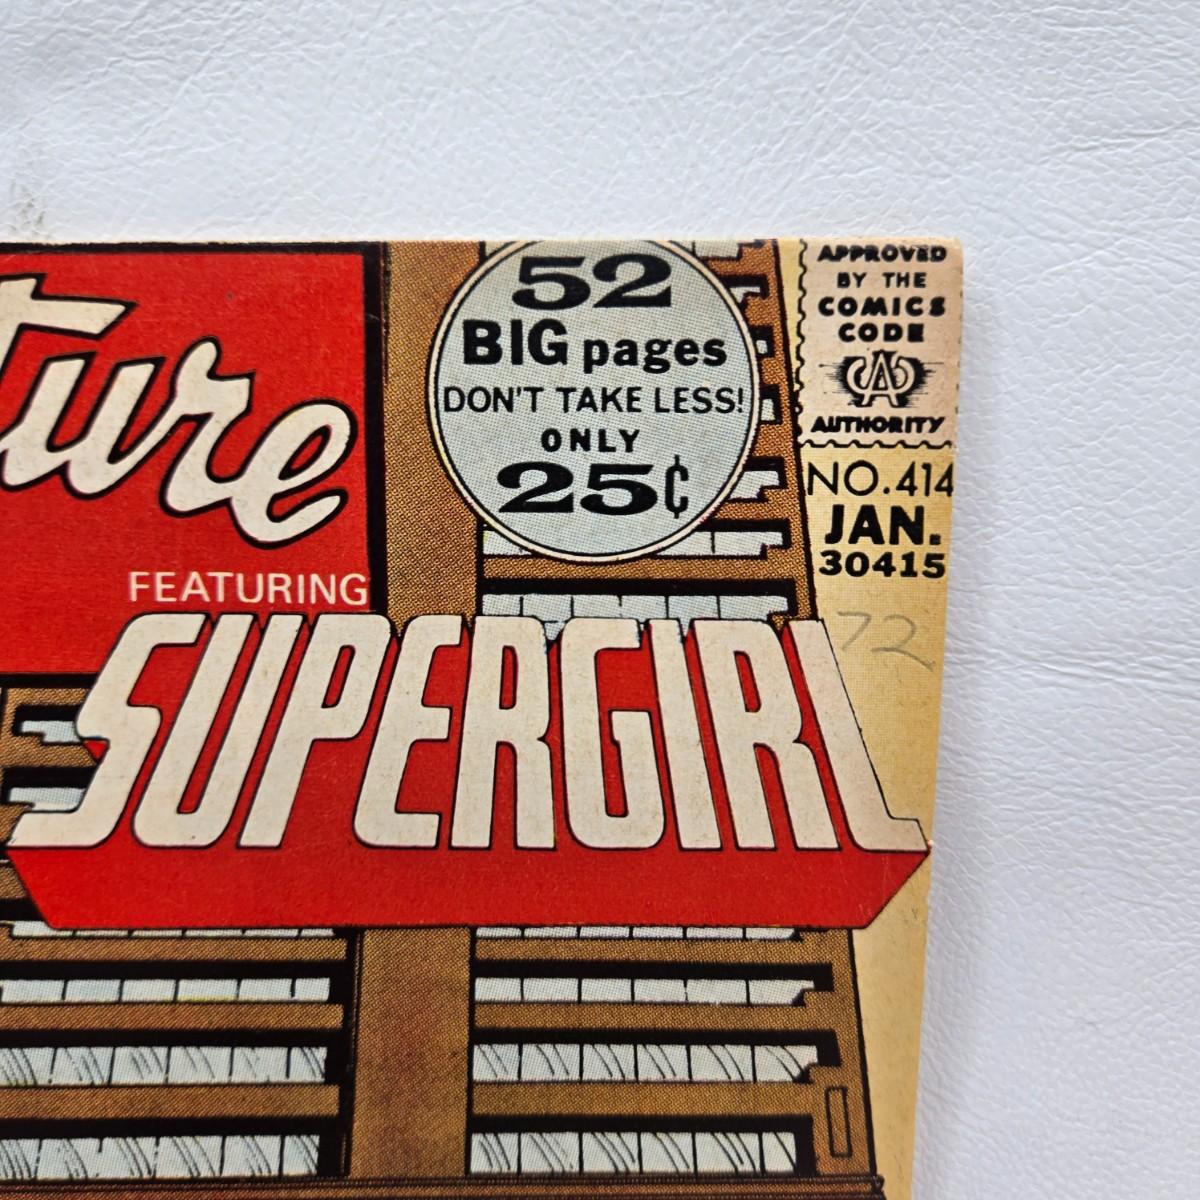 ture
FEATURING
SUPERGIRL
52
BIG pages
DON'T TAKE LESS!
ONLY
25¢
APPROVED
BY THE
COMICS
CODE
CA
AUTHORITY
NO. 414
JAN.
30415
72